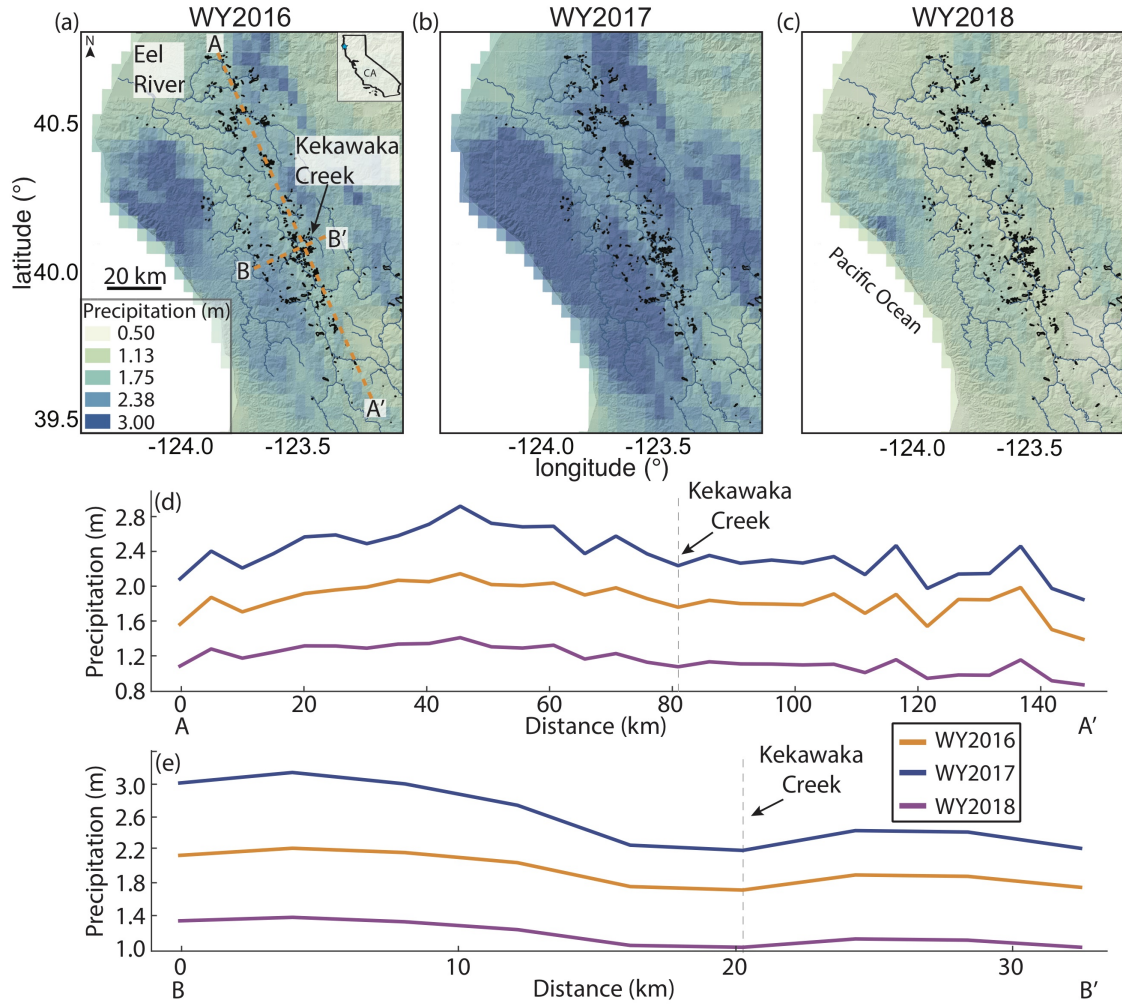 (a)
WY2016
(b)
WY2017
(c)
WY2018
N
A
Eel
River
CA
Kekawaka
Creek
B'
B
20 km
Precipitation (m)
0.50
1.13
1.75
2.38
3.00
A'
Pacific Ocean
latitude (°)
40.5
40.0
39.5
-124.0
-123.5
-124.0
-123.5
-124.0
-123.5
longitude (°)
(d)
Kekawaka
Creek
Precipitation (m)
2.8
2.4
2.0
1.6
1.2
0.8
0
20
40
60
80
100
120
140
A
Distance (km)
A'
WY2016
WY2017
WY2018
(e)
Kekawaka
Creek
Precipitation (m)
3.0
2.6
2.2
1.8
1.4
1.0
0
10
20
30
B
Distance (km)
B'